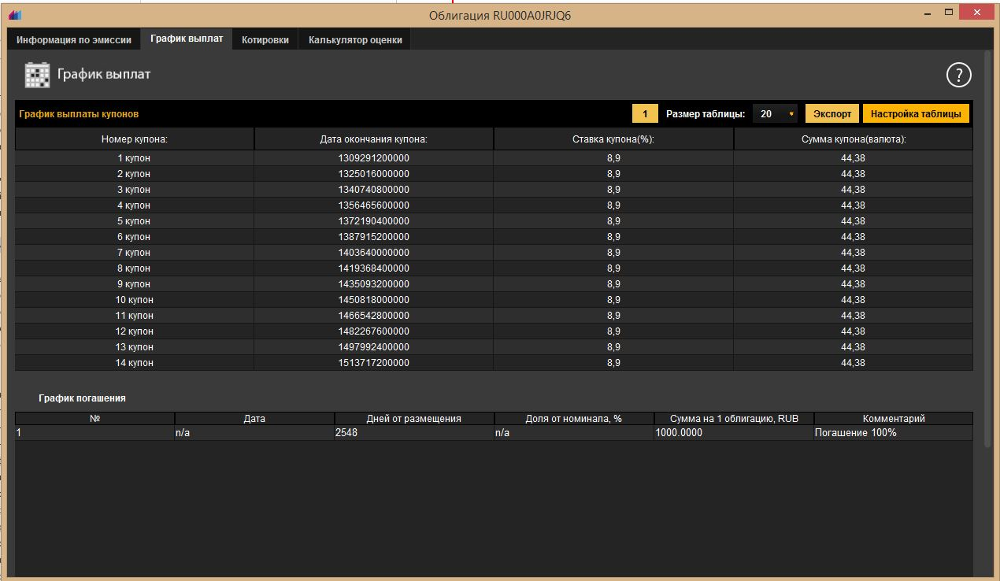 Облигация RU000A0JRJQ6
Информация по эмиссии График выплат Котировки Калькулятор оценки
График выплат ?
График выплаты купонов 1 Размер таблицы: 20 Экспорт Настройка таблицы
Номер купона: Дата окончания купона: Ставка купона(%): Сумма купона(валюта):
1 купон 1309291200000 8,9 44,38
2 купон 1325016000000 8,9 44,38
3 купон 1340740800000 8,9 44,38
4 купон 1356465600000 8,9 44,38
5 купон 1372190400000 8,9 44,38
6 купон 1387915200000 8,9 44,38
7 купон 1403640000000 8,9 44,38
8 купон 1419368400000 8,9 44,38
9 купон 1435093200000 8,9 44,38
10 купон 1450818000000 8,9 44,38
11 купон 1466542800000 8,9 44,38
12 купон 1482267600000 8,9 44,38
13 купон 1497992400000 8,9 44,38
14 купон 1513717200000 8,9 44,38
График погашения
№ Дата Дней от размещения Доля от номинала, % Сумма на 1 облигацию, RUB Комментарий
1 n/a 2548 n/a 1000.0000 Погашение 100%